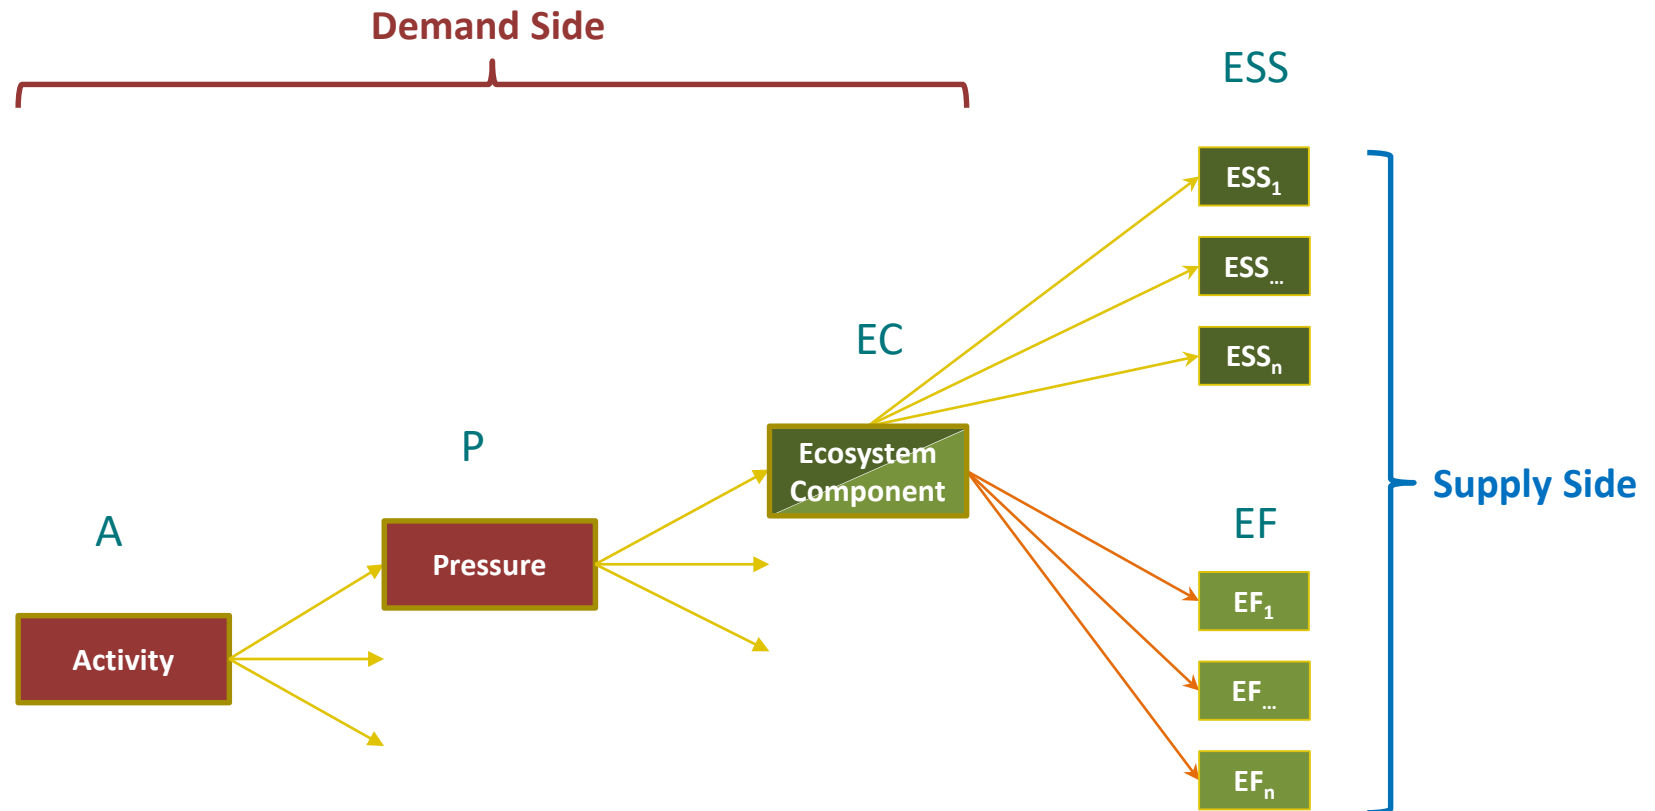 Demand Side
ESS
ESS1
ESS...
EC
ESSn
P
Ecosystem
Component
Supply Side
A
EF
Pressure
EF1
Activity
EF...
EFn